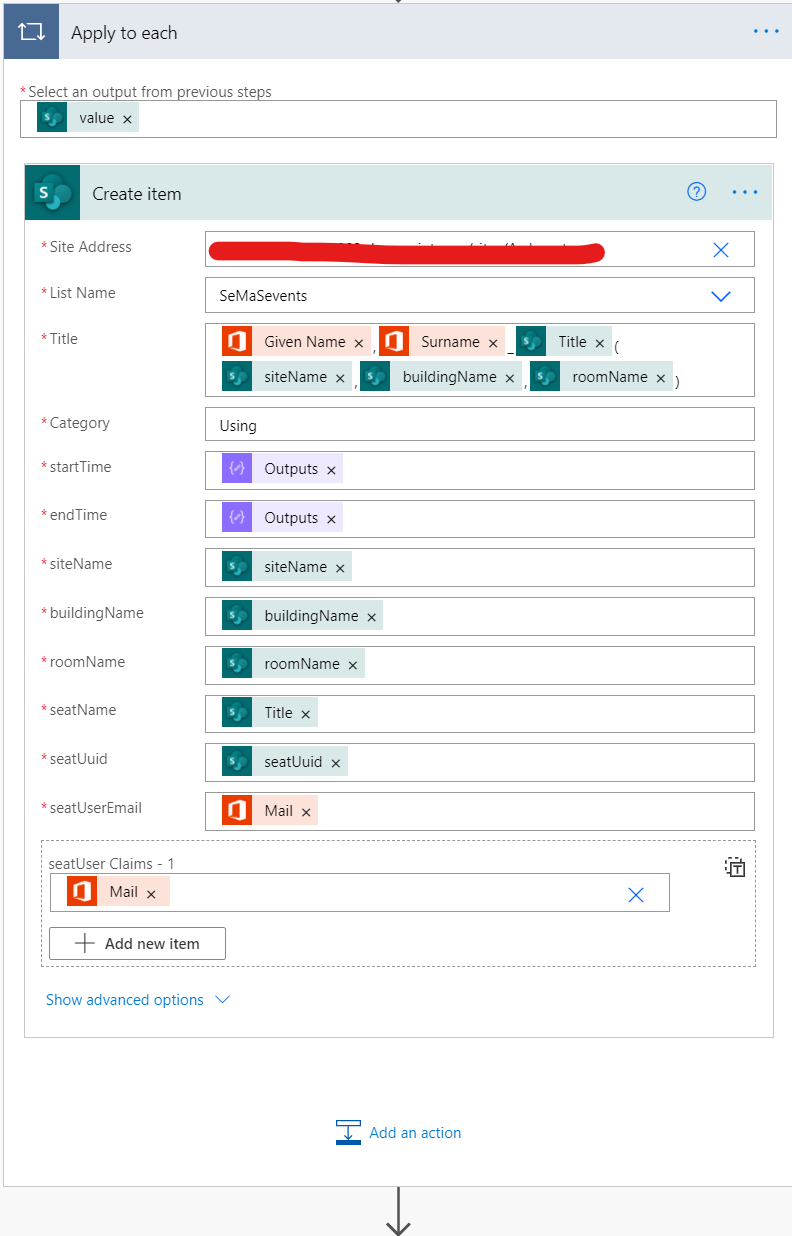 Apply to each
*Select an output from previous steps
value ×
Create item
*Site Address
*List Name SeMaSevents
*Title Given Name × , Surname × _ Title × (
siteName × , buildingName × , roomName × )
*Category Using
*startTime Outputs ×
*endTime Outputs ×
*siteName siteName ×
*buildingName buildingName ×
*roomName roomName ×
*seatName Title ×
*seatUuid seatUuid ×
*seatUserEmail Mail ×
seatUser Claims - 1
Mail ×
Add new item
Show advanced options
Add an action